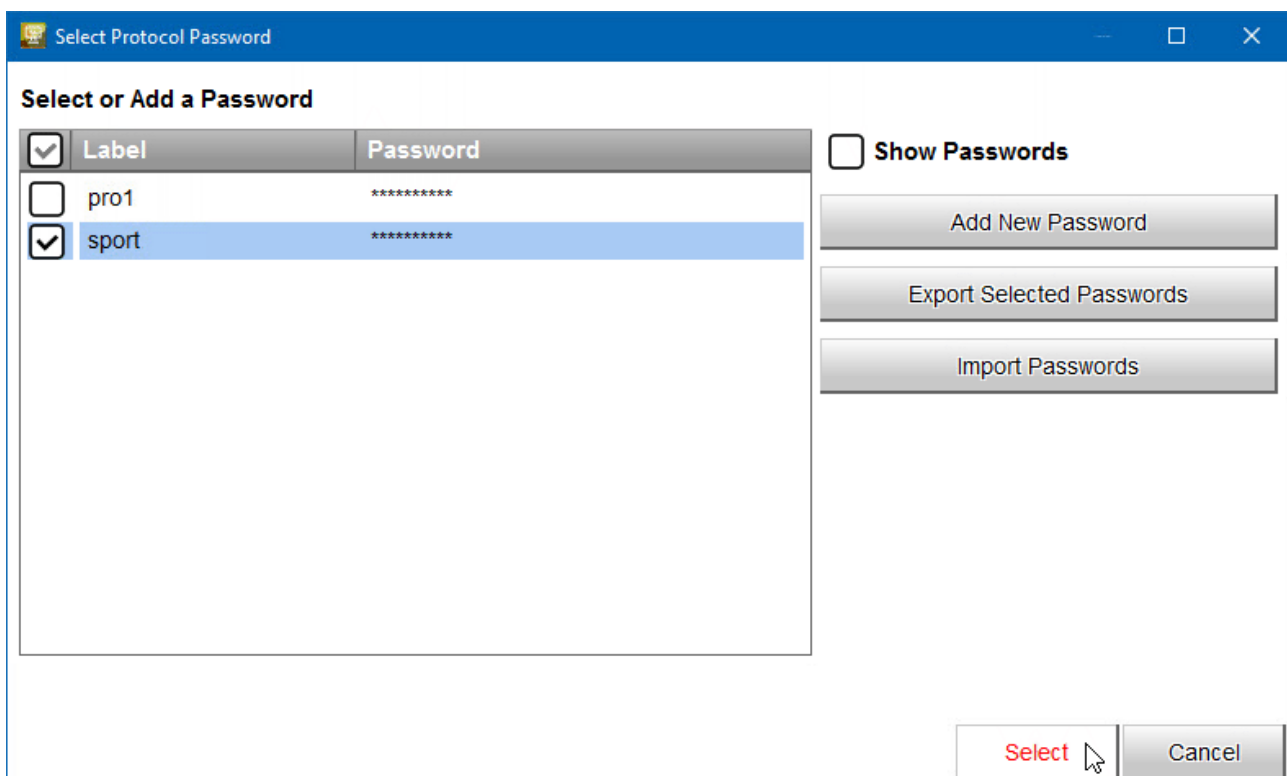 Select Protocol Password
Select or Add a Password
Label Password
Show Passwords
pro1 **********
sport **********
Add New Password
Export Selected Passwords
Import Passwords
Select Cancel